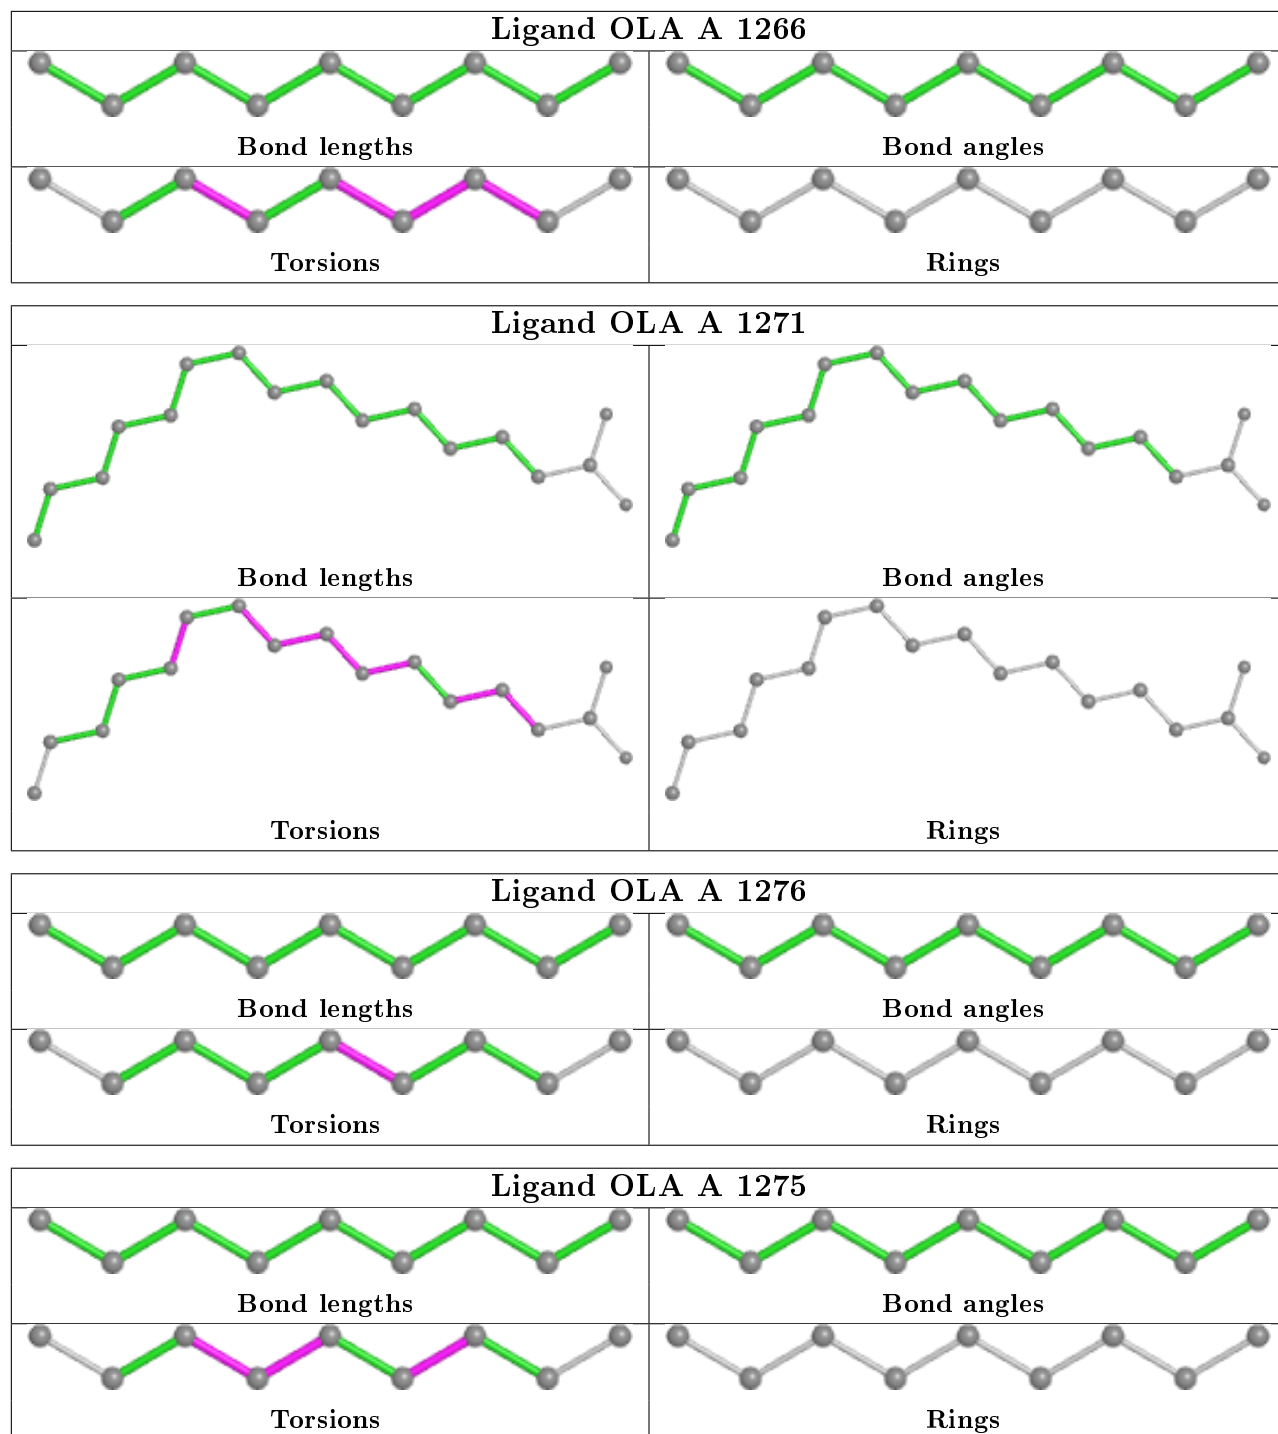 Ligand OLA A 1266
Bond lengths
Bond angles
Torsions
Rings
Ligand OLA A 1271
Bond lengths
Bond angles
Torsions
Rings
Ligand OLA A 1276
Bond lengths
Bond angles
Torsions
Rings
Ligand OLA A 1275
Bond lengths
Bond angles
Torsions
Rings